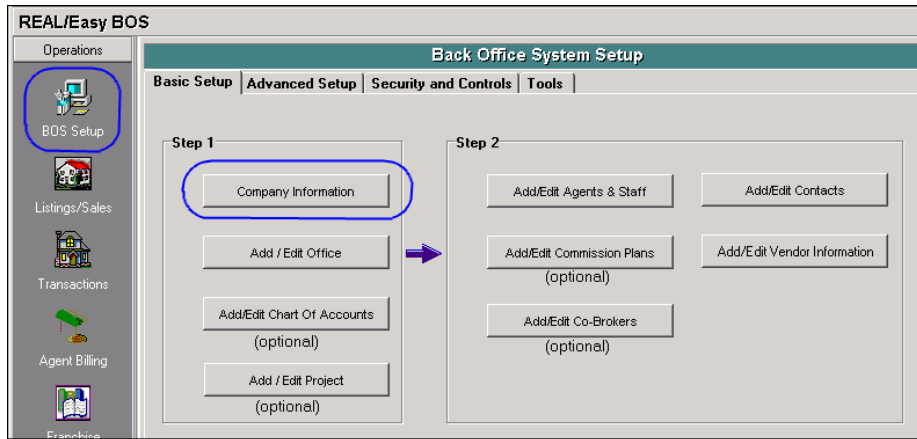 REAL/Easy BOS
Operations
BOS Setup
Listings/Sales
Transactions
Agent Billing
Franchise
Back Office System Setup
Basic Setup Advanced Setup Security and Controls Tools
Step 1
Company Information
Add / Edit Office
Add/Edit Chart Of Accounts
(optional)
Add / Edit Project
(optional)
Step 2
Add/Edit Agents & Staff
Add/Edit Contacts
Add/Edit Commission Plans
(optional)
Add/Edit Vendor Information
Add/Edit Co-Brokers
(optional)